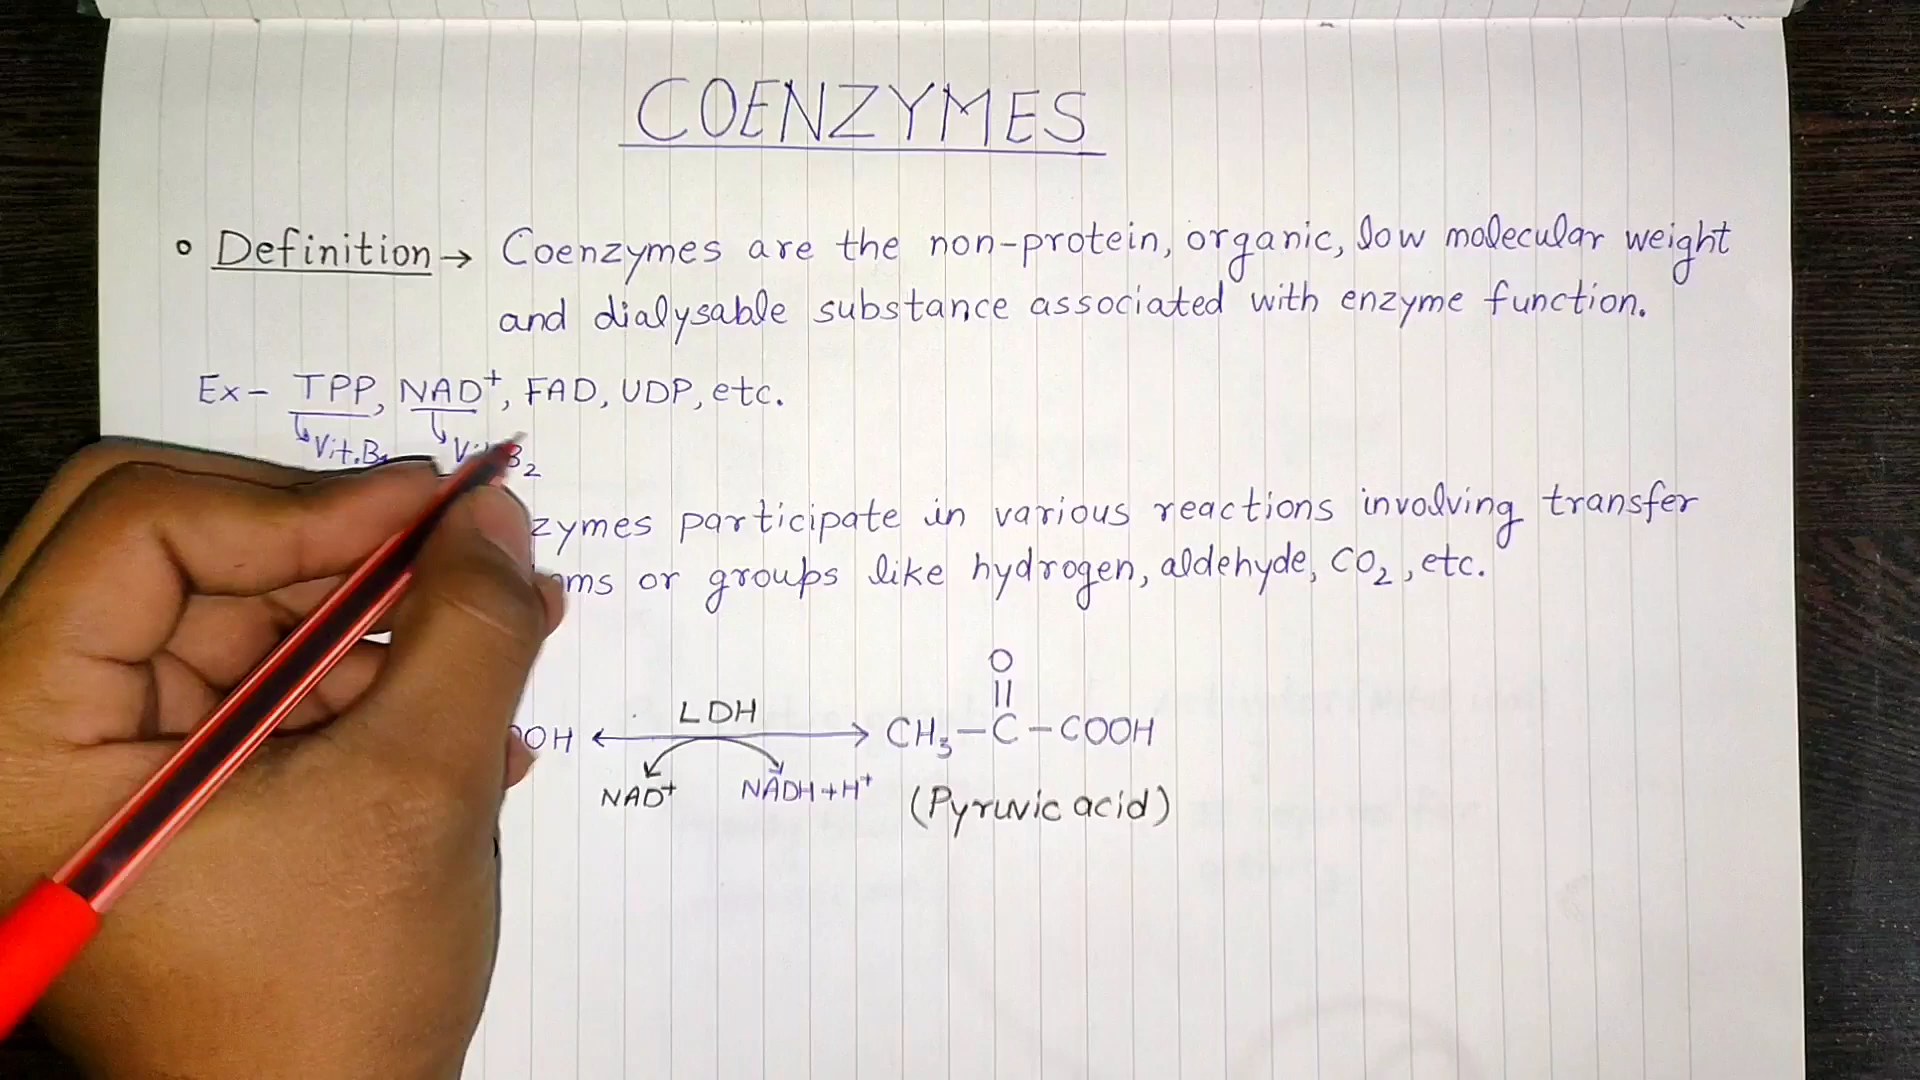 COENZYMES
Definition → Coenzymes are the non-protein, organic, low molecular weight
and dialysable substance associated with enzyme function.
Ex- TPP, NAD⁺, FAD, UDP, etc.
participate in various reactions involving transfer
or groups like hydrogen, aldehyde, CO₂, etc.
O
LDH
CH₃-C-COOH
NAD⁺ NADH+H⁺ (Pyruvic acid)